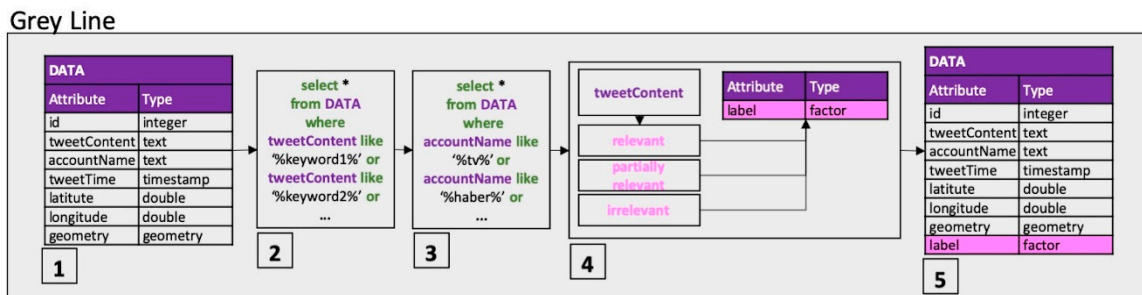 Grey Line
DATA
Attribute Type
id integer
tweetContent text
accountName text
tweetTime timestamp
latitute double
longitude double
geometry geometry
1
select *
from DATA
where
tweetContent like
'%keyword1%' or
tweetContent like
'%keyword2%' or
...
2
select *
from DATA
where
accountName like
'%tv%' or
accountName like
'%haber%' or
...
3
tweetContent
relevant
partially
relevant
irrelevant
Attribute Type
label factor
4
DATA
Attribute Type
id integer
tweetContent text
accountName text
tweetTime timestamp
latitute double
longitude double
geometry geometry
label factor
5